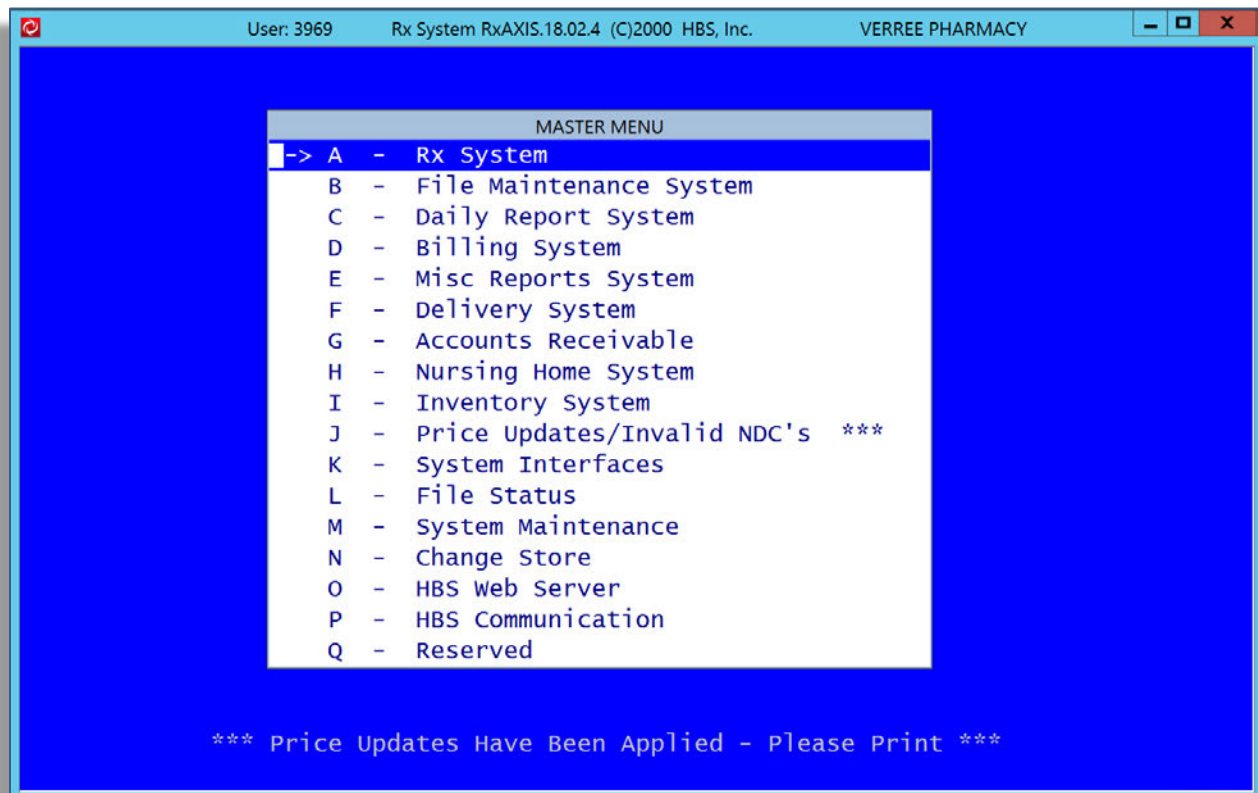 User: 3969 Rx System RxAXIS.18.02.4 (C)2000 HBS, Inc. VERREE PHARMACY
MASTER MENU
-> A - Rx System
B - File Maintenance System
C - Daily Report System
D - Billing System
E - Misc Reports System
F - Delivery System
G - Accounts Receivable
H - Nursing Home System
I - Inventory System
J - Price Updates/Invalid NDC's ***
K - System Interfaces
L - File Status
M - System Maintenance
N - Change Store
O - HBS Web Server
P - HBS Communication
Q - Reserved
*** Price Updates Have Been Applied - Please Print ***